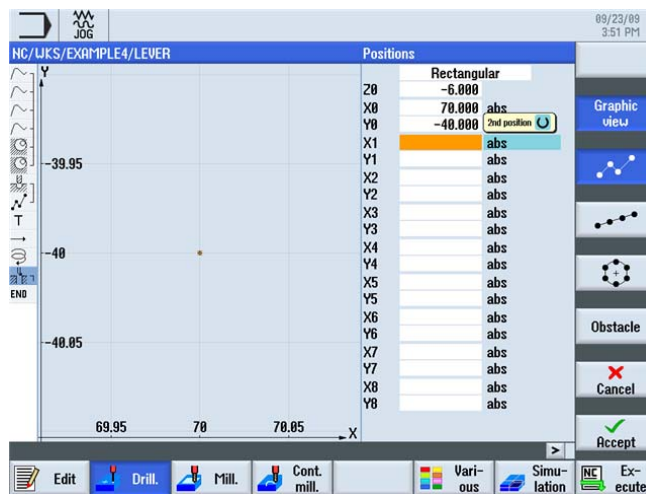 JOG
09/23/09
3:51 PM
NC/WKS/EXAMPLE4/LEVER
Positions
Y
-39.95
-40
-40.05
69.95 70 70.05 X
T
END
Rectangular
Z0 -6.000
X0 70.000 abs
Y0 -40.000 2nd position
X1 abs
Y1 abs
X2 abs
Y2 abs
X3 abs
Y3 abs
X4 abs
Y4 abs
X5 abs
Y5 abs
X6 abs
Y6 abs
X7 abs
Y7 abs
X8 abs
Y8 abs
>
Graphic
view
Obstacle
Cancel
Accept
Edit
Drill.
Mill.
Cont.
mill.
Vari-
ous
Simu-
lation
NC Ex-
ecute